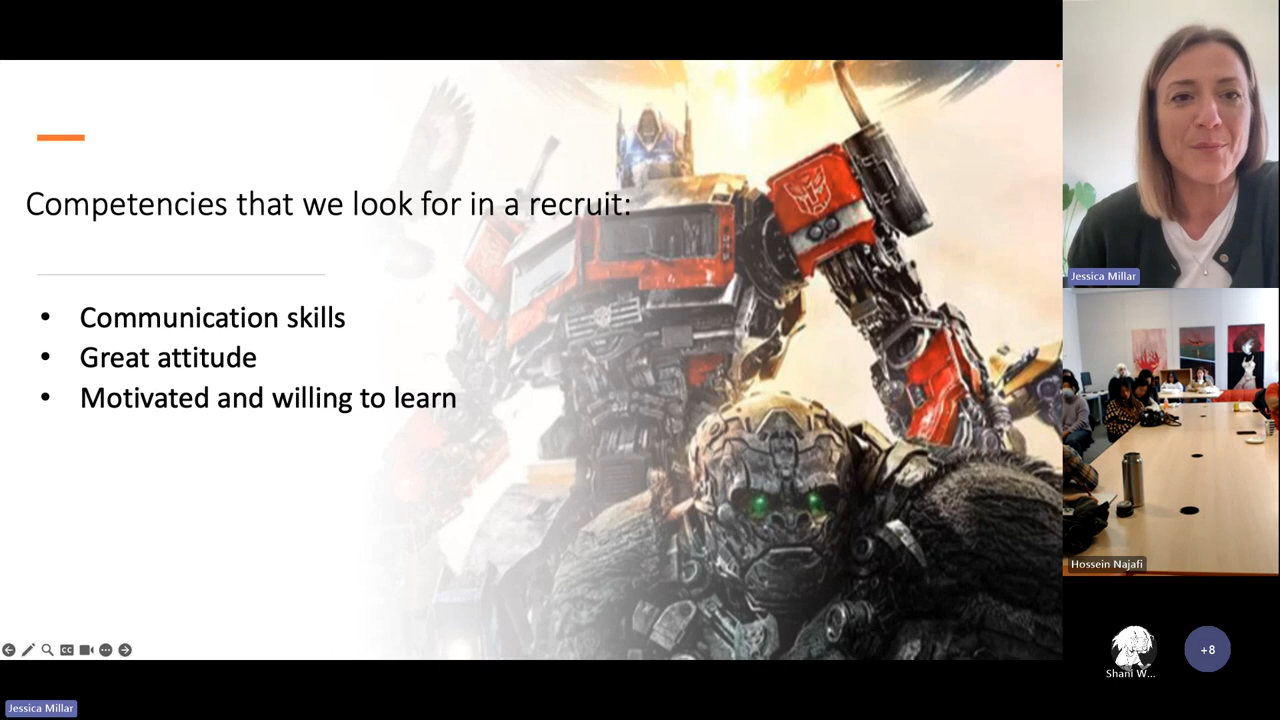 Competencies that we look for in a recruit:
• Communication skills
• Great attitude
• Motivated and willing to learn
CC
Jessica Millar
Jessica Millar
Hossein Najafi
Shani W...
+8